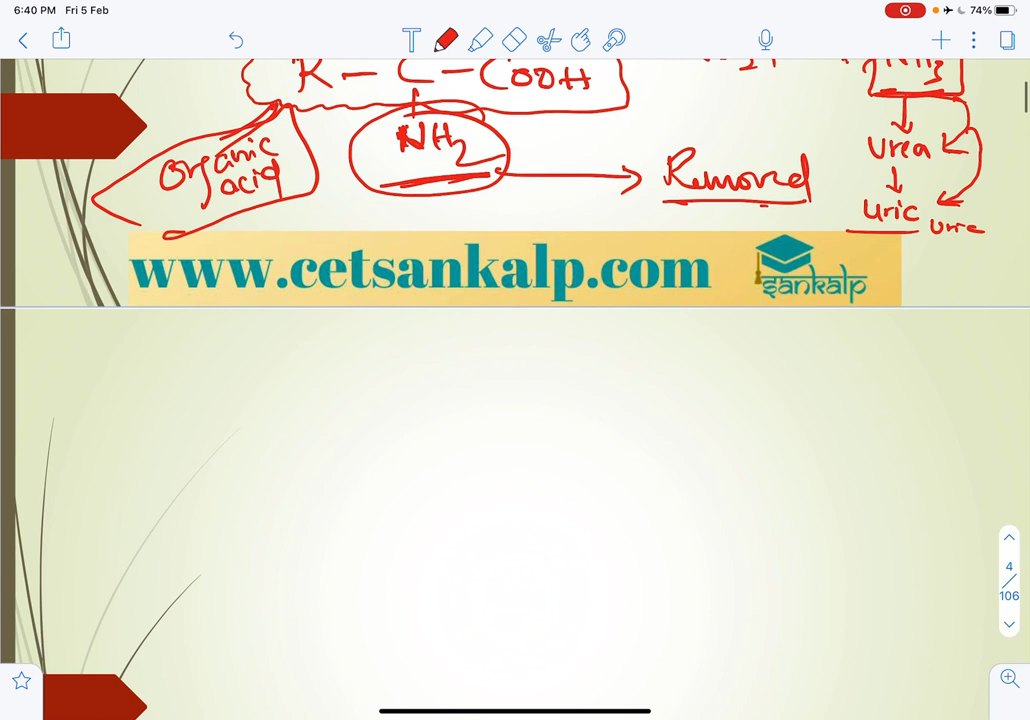 6:40 PM Fri 5 Feb
74%
T
R - C - COOH
NH3
NH2
Organic
acid
Removed
Urea
Uric
www.cetsankalp.com
sankalp
4
/
106